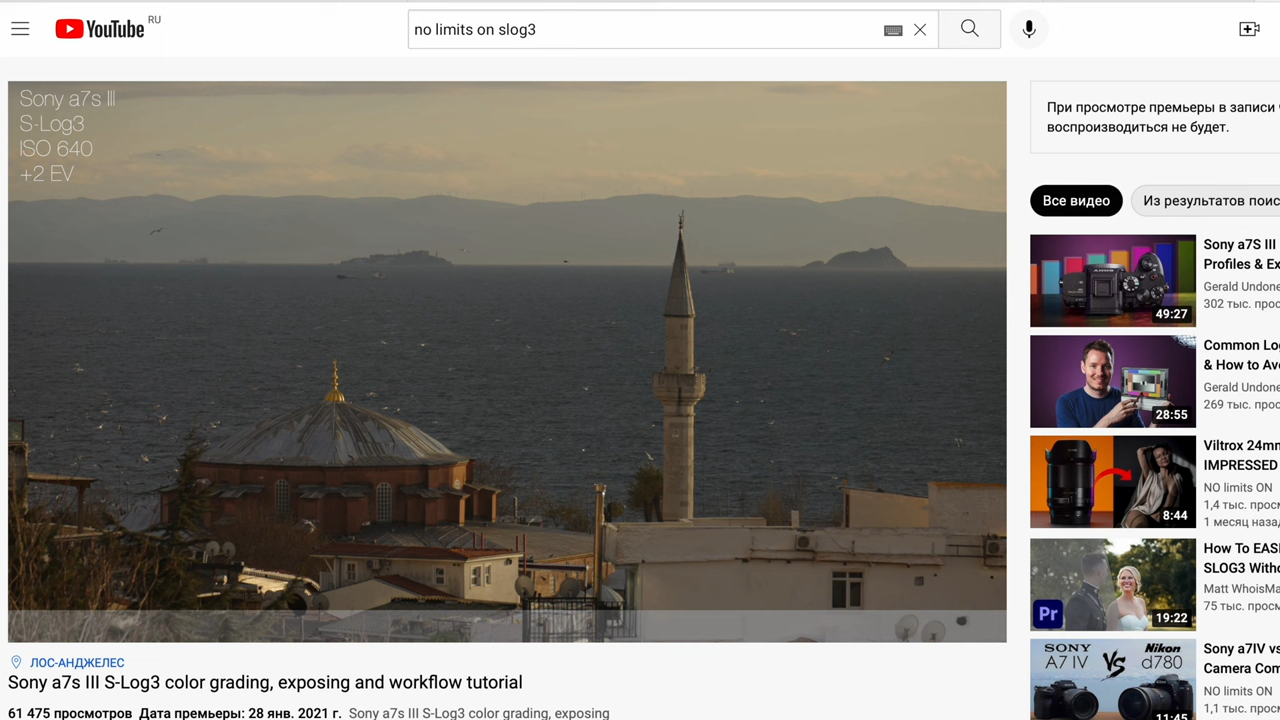 YouTube
RU
no limits on slog3
Sony a7s III
S-Log3
ISO 640
+2 EV
ЛОС-АНДЖЕЛЕС
Sony a7s III S-Log3 color grading, exposing and workflow tutorial
61 475 просмотров Дата премьеры: 28 янв. 2021 г. Sony a7s III S-Log3 color grading, exposing
При просмотре премьеры в записи
воспроизводиться не будет.
Все видео
Из результатов поис
49:27
Sony a7S III
Profiles & Ex
Gerald Undone
302 тыс. прос
28:55
Common Lo
& How to Av
Gerald Undone
269 тыс. прос
8:44
Viltrox 24m
IMPRESSED
NO limits ON
1,4 тыс. прос
1 месяц наза
Pr
19:22
How To EAS
SLOG3 Witho
Matt WhoisMa
75 тыс. прос
SONY
A7 IV
VS
Nikon
d780
11:45
Sony a7IV vs
Camera Com
NO limits ON
1,1 тыс. прос